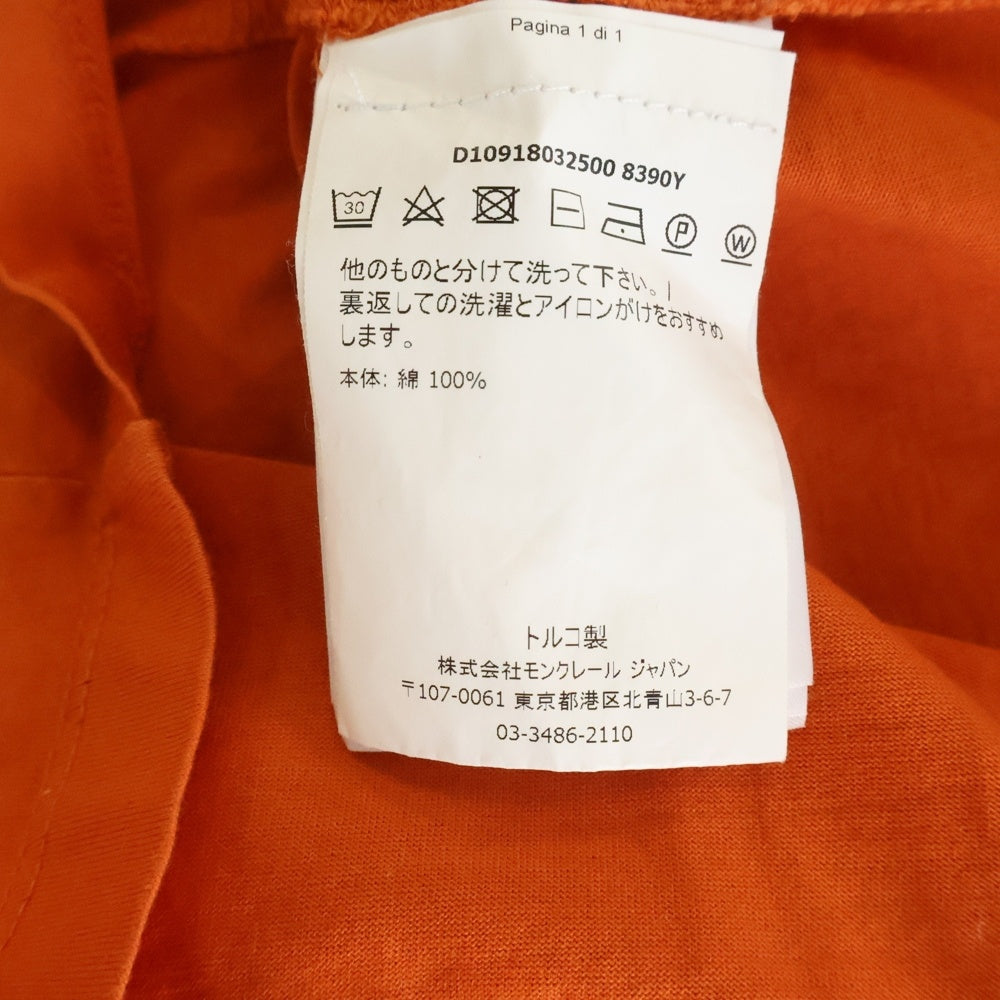 Pagina 1 di 1
D10918032500 8390Y
30 P W
他のものと分けて洗って下さい。|
裏返しての洗濯とアイロンがけをおすすめ
します。
本体: 綿 100%
トルコ製
株式会社モンクレール ジャパン
〒107-0061 東京都港区北青山3-6-7
03-3486-2110